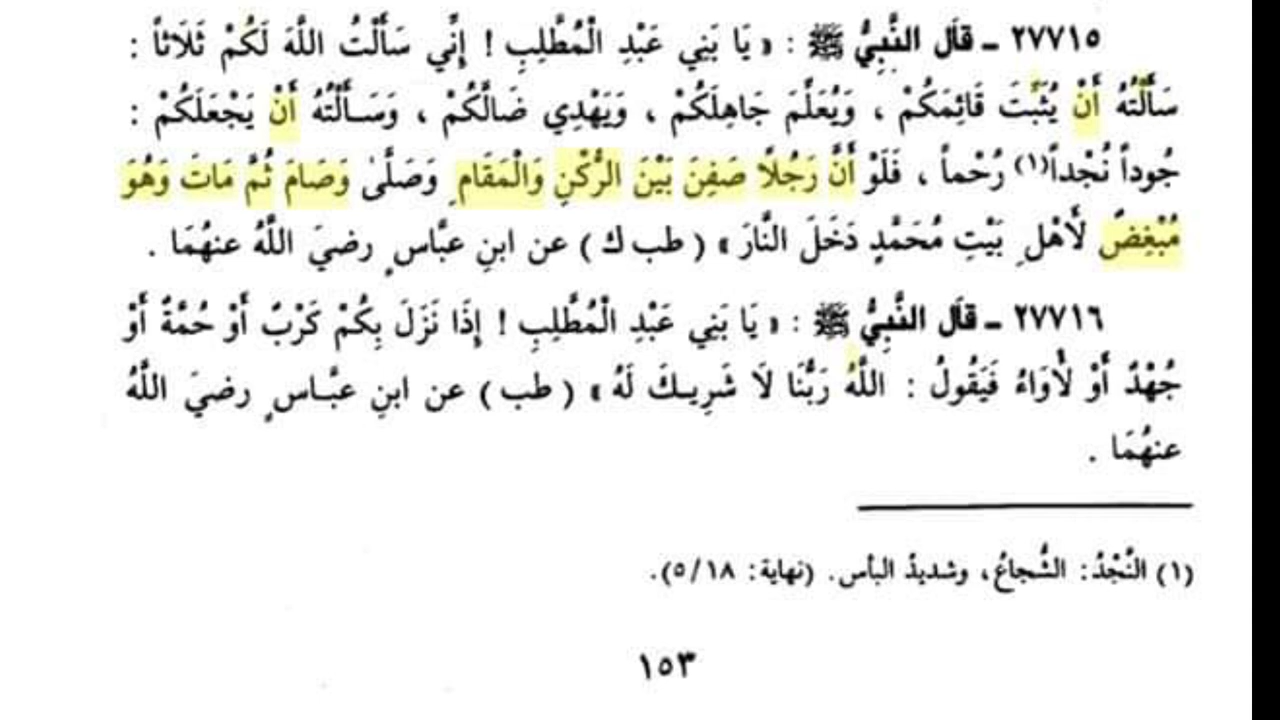 ٢٧٧١٥ ـ قالَ النَّبِيُّ ﷺ : « يَا بَنِي عَبْدِ الْمُطَّلِبِ ! إِنِّي سَأَلْتُ اللَّهَ لَكُمْ ثَلَاثاً :
سَأَلْتُهُ أَنْ يُثَبِّتَ قَائِمَكُمْ ، وَيُعَلِّمَ جَاهِلَكُمْ ، وَيَهْدِي ضَالَّكُمْ ، وَسَأَلْتُهُ أَنْ يَجْعَلَكُمْ :
جُوداً نُجْداً(١) رُحْماً ، فَلَوْ أَنَّ رَجُلًا صَفِنَ بَيْنَ الرُّكْنِ وَالْمَقَامِ وَصَلَّىٰ وَصَامَ ثُمَّ مَاتَ وَهُوَ
مُبْغِضٌ لَأَهْلِ بَيْتِ مُحَمَّدٍ دَخَلَ النَّارَ » ( طب ك ) عن ابنِ عبَّاسٍ رضيَ اللَّهُ عنهُمَا .
٢٧٧١٦ ـ قالَ النَّبِيُّ ﷺ : « يَا بَنِي عَبْدِ الْمُطَّلِبِ ! إِذَا نَزَلَ بِكُمْ كَرْبٌ أَوْ حُمَّةٌ أَوْ
جُهْدٌ أَوْ لَأْوَاءُ فَيَقُولُ : اللَّهُ رَبُّنَا لَا شَرِيكَ لَهُ » ( طب ) عن ابنِ عبَّاسٍ رضيَ اللَّهُ
عنهُمَا .
(١) النُّجْدُ: الشُّجاعُ، وشديدُ البأس. (نهاية: ٥/١٨).
١٥٣